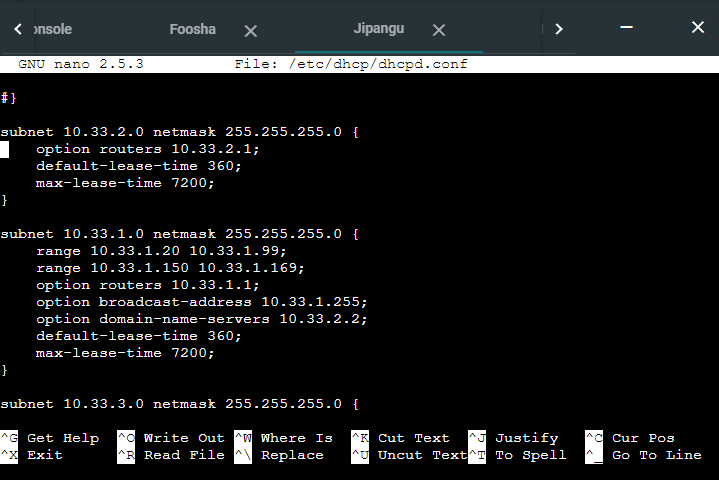 onsole Foosha Jipangu
GNU nano 2.5.3 File: /etc/dhcp/dhcpd.conf
#}
subnet 10.33.2.0 netmask 255.255.255.0 {
    option routers 10.33.2.1;
    default-lease-time 360;
    max-lease-time 7200;
}
subnet 10.33.1.0 netmask 255.255.255.0 {
    range 10.33.1.20 10.33.1.99;
    range 10.33.1.150 10.33.1.169;
    option routers 10.33.1.1;
    option broadcast-address 10.33.1.255;
    option domain-name-servers 10.33.2.2;
    default-lease-time 360;
    max-lease-time 7200;
}
subnet 10.33.3.0 netmask 255.255.255.0 {
^G Get Help ^O Write Out ^W Where Is ^K Cut Text ^J Justify ^C Cur Pos
^X Exit ^R Read File ^\ Replace ^U Uncut Text ^T To Spell ^_ Go To Line